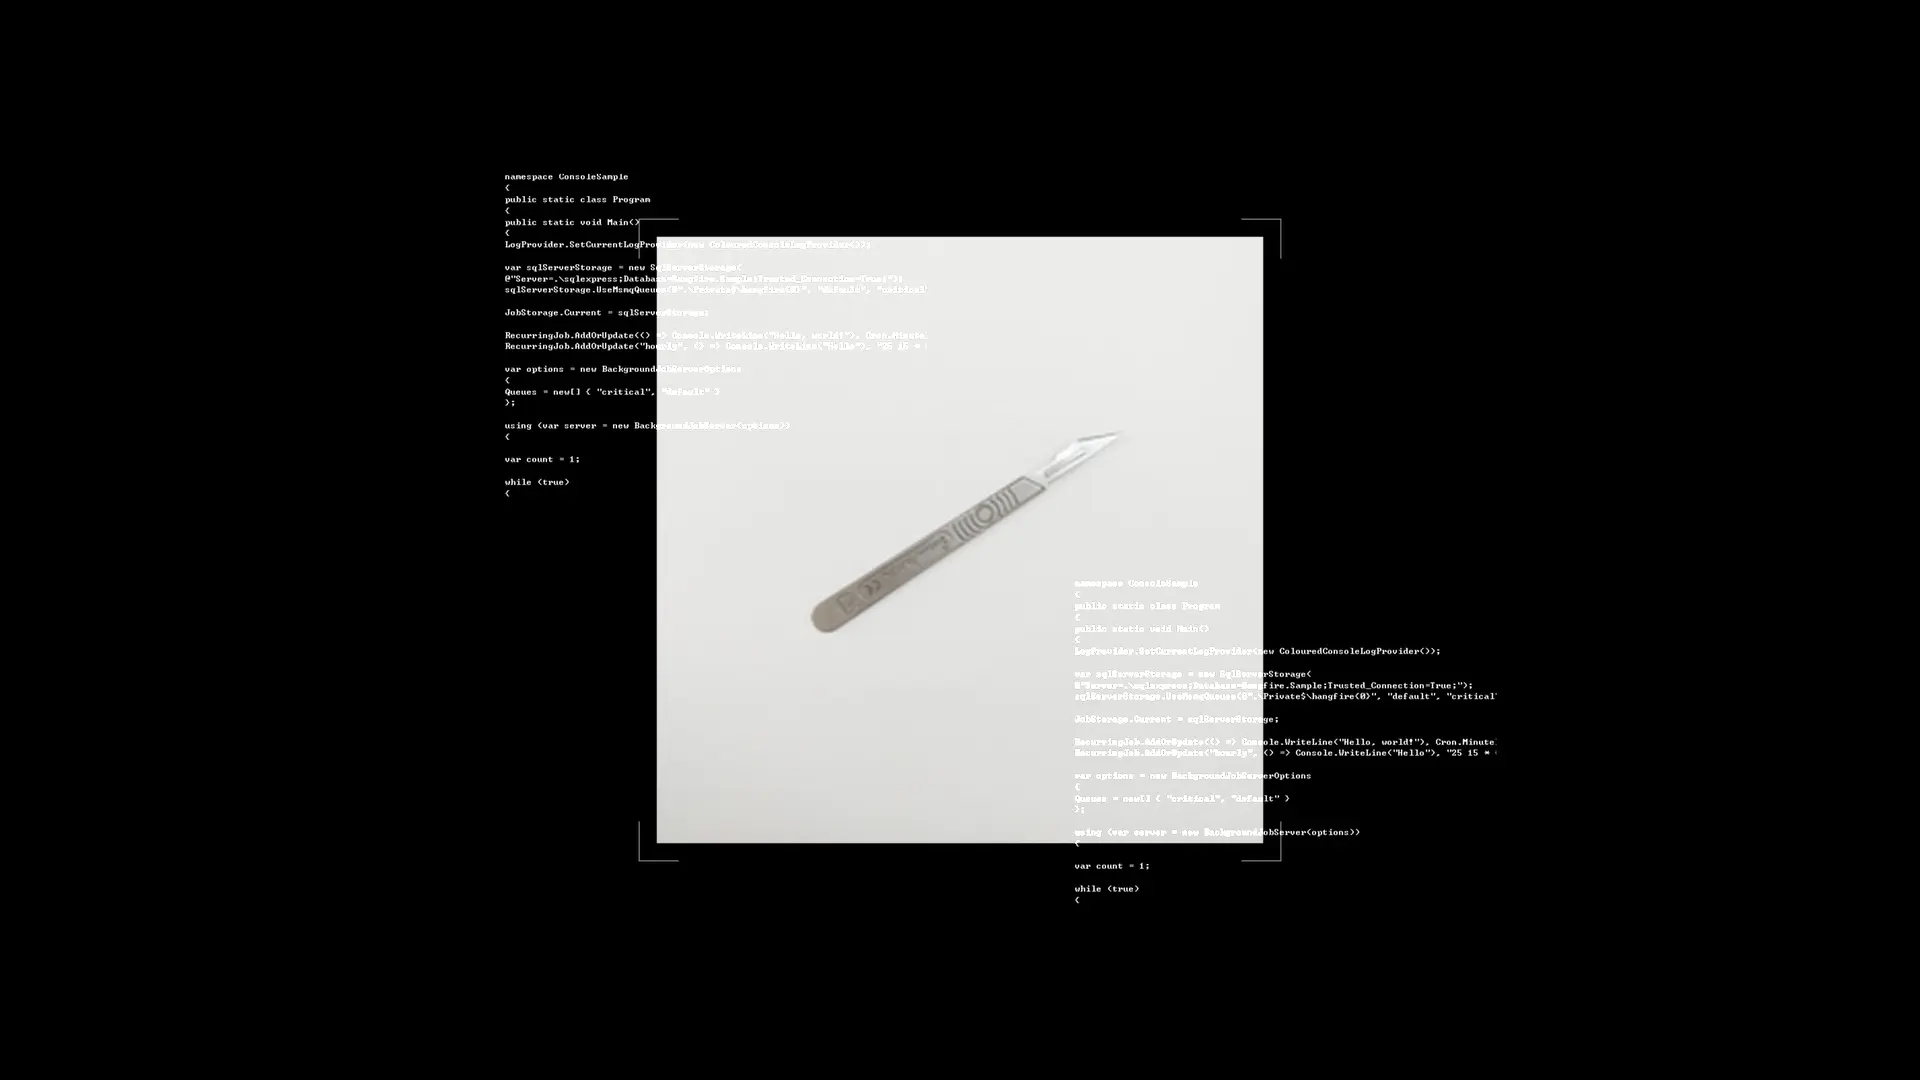 namespace ConsoleSample
{
public static class Program
{
public static void Main()
{
LogProvider.SetCurrentLogProvider(new ColouredConsoleLogProvider());
var sqlServerStorage = new SqlServerStorage(
@"Server=.\sqlexpress;Database=Hangfire.Sample;Trusted_Connection=True;");
sqlServerStorage.UseMsmqQueues(@".\Private$\hangfire{0}", "default", "critical"
JobStorage.Current = sqlServerStorage;
RecurringJob.AddOrUpdate(() => Console.WriteLine("Hello, world!"), Cron.Minute
RecurringJob.AddOrUpdate("hourly", () => Console.WriteLine("Hello"), "25 15 *
var options = new BackgroundJobServerOptions
{
Queues = new[] { "critical", "default" }
};
using (var server = new BackgroundJobServer(options))
{
var count = 1;
while (true)
{
namespace ConsoleSample
{
public static class Program
{
public static void Main()
{
LogProvider.SetCurrentLogProvider(new ColouredConsoleLogProvider());
var sqlServerStorage = new SqlServerStorage(
@"Server=.\sqlexpress;Database=Hangfire.Sample;Trusted_Connection=True;");
sqlServerStorage.UseMsmqQueues(@".\Private$\hangfire{0}", "default", "critical"
JobStorage.Current = sqlServerStorage;
RecurringJob.AddOrUpdate(() => Console.WriteLine("Hello, world!"), Cron.Minute
RecurringJob.AddOrUpdate("hourly", () => Console.WriteLine("Hello"), "25 15 *
var options = new BackgroundJobServerOptions
{
Queues = new[] { "critical", "default" }
};
using (var server = new BackgroundJobServer(options))
{
var count = 1;
while (true)
{